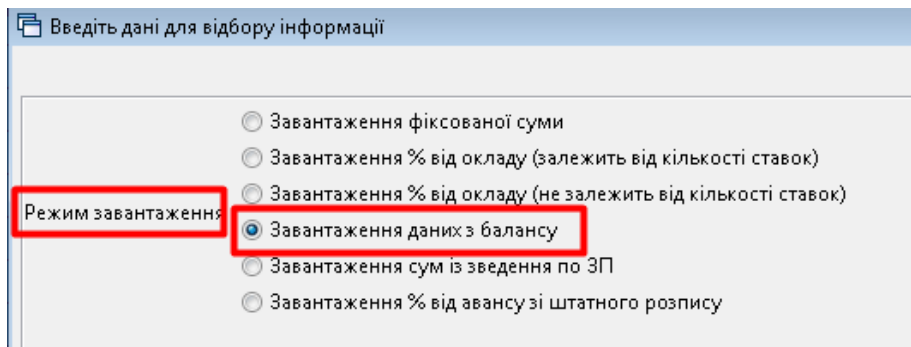 Введіть дані для відбору інформації
Завантаження фіксованої суми
Завантаження % від окладу (залежить від кількості ставок)
Завантаження % від окладу (не залежить від кількості ставок)
Режим завантаження
Завантаження даних з балансу
Завантаження сум із зведення по ЗП
Завантаження % від авансу зі штатного розпису